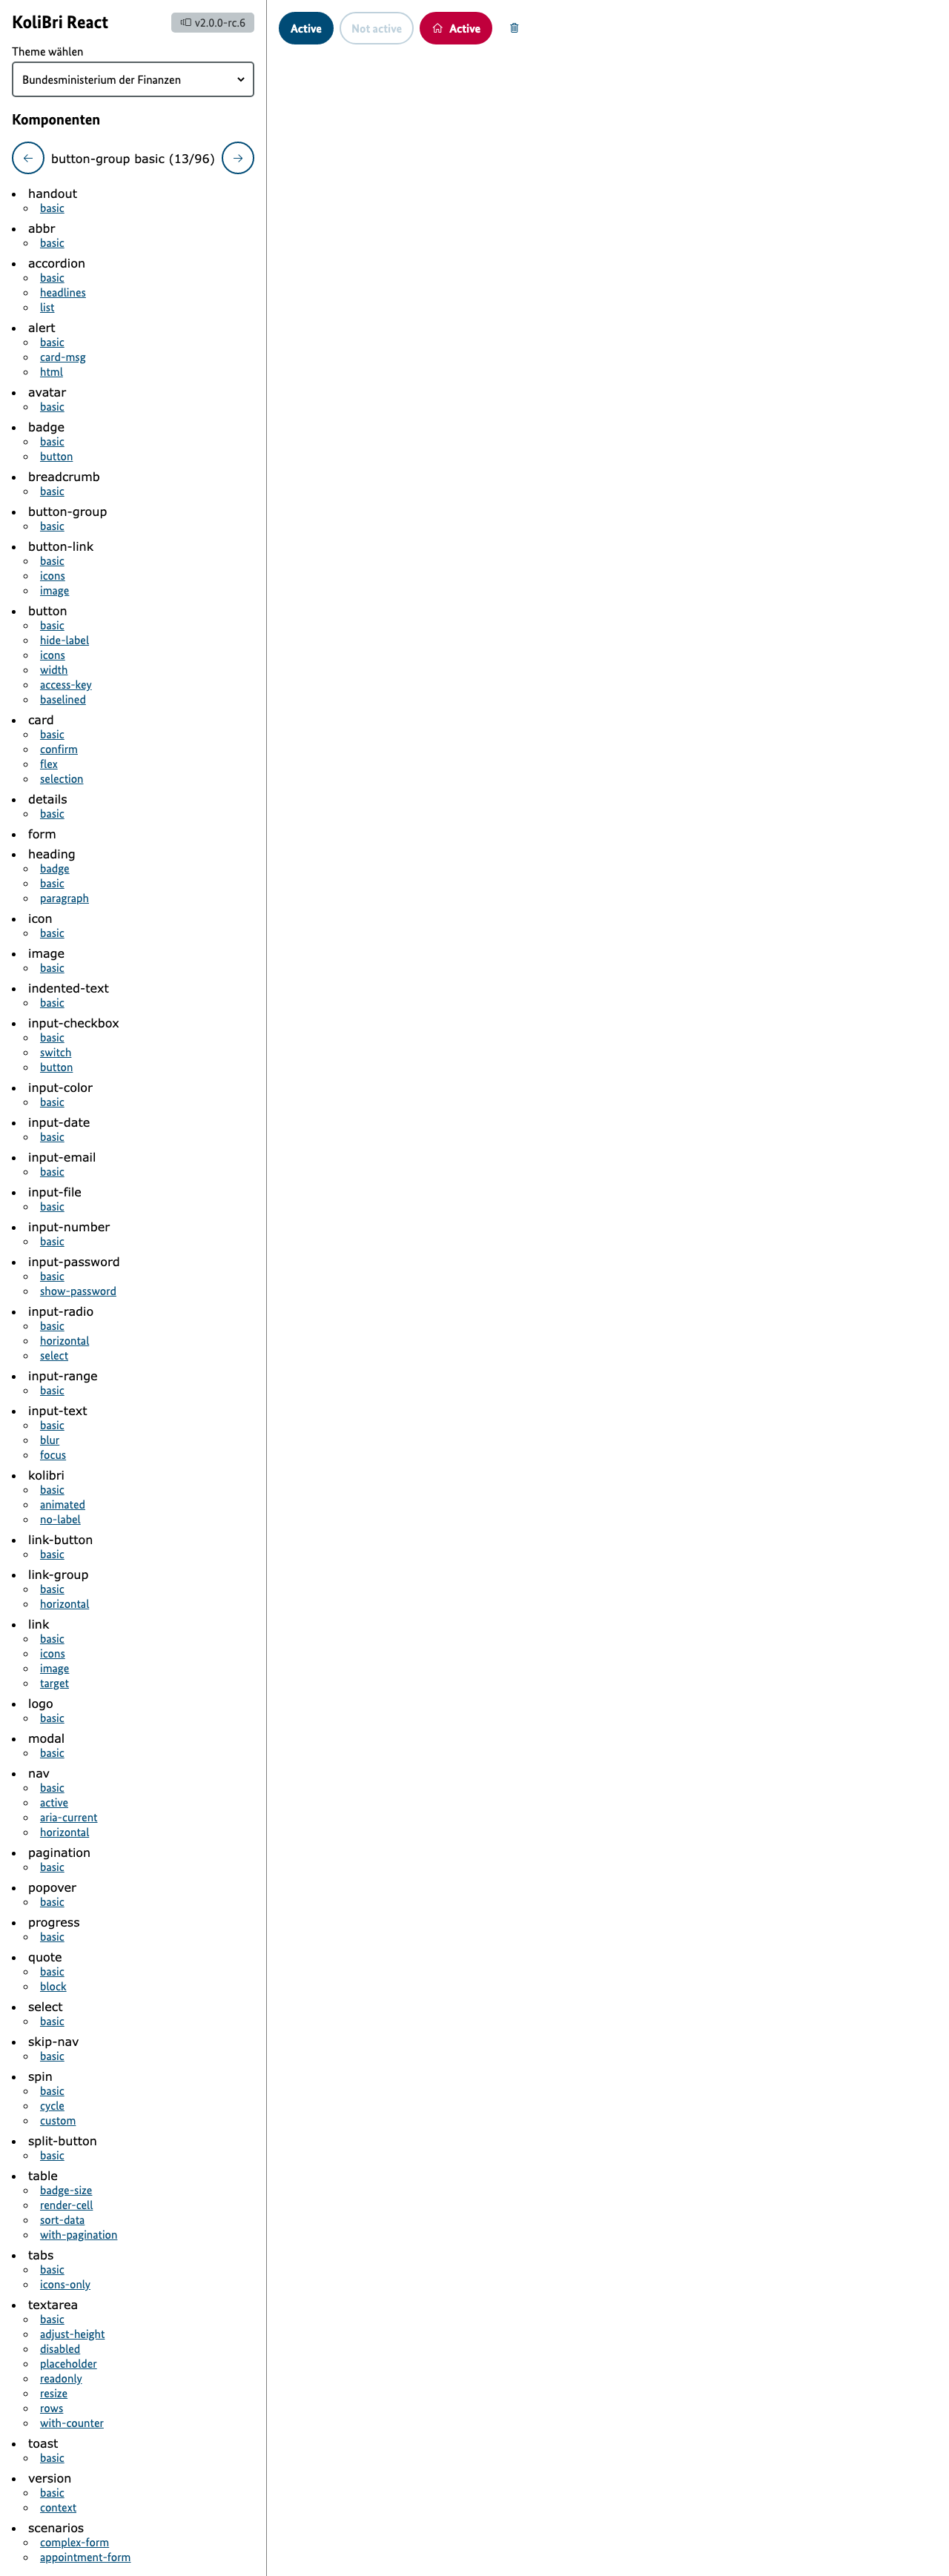 KoliBri React
v2.0.0-rc.6
Theme wählen
Bundesministerium der Finanzen
Komponenten
button-group basic (13/96)
handout
basic
abbr
basic
accordion
basic
headlines
list
alert
basic
card-msg
html
avatar
basic
badge
basic
button
breadcrumb
basic
button-group
basic
button-link
basic
icons
image
button
basic
hide-label
icons
width
access-key
baselined
card
basic
confirm
flex
selection
details
basic
form
heading
badge
basic
paragraph
icon
basic
image
basic
indented-text
basic
input-checkbox
basic
switch
button
input-color
basic
input-date
basic
input-email
basic
input-file
basic
input-number
basic
input-password
basic
show-password
input-radio
basic
horizontal
select
input-range
basic
input-text
basic
blur
focus
kolibri
basic
animated
no-label
link-button
basic
link-group
basic
horizontal
link
basic
icons
image
target
logo
basic
modal
basic
nav
basic
active
aria-current
horizontal
pagination
basic
popover
basic
progress
basic
quote
basic
block
select
basic
skip-nav
basic
spin
basic
cycle
custom
split-button
basic
table
badge-size
render-cell
sort-data
with-pagination
tabs
basic
icons-only
textarea
basic
adjust-height
disabled
placeholder
readonly
resize
rows
with-counter
toast
basic
version
basic
context
scenarios
complex-form
appointment-form
Active
Not active
Active